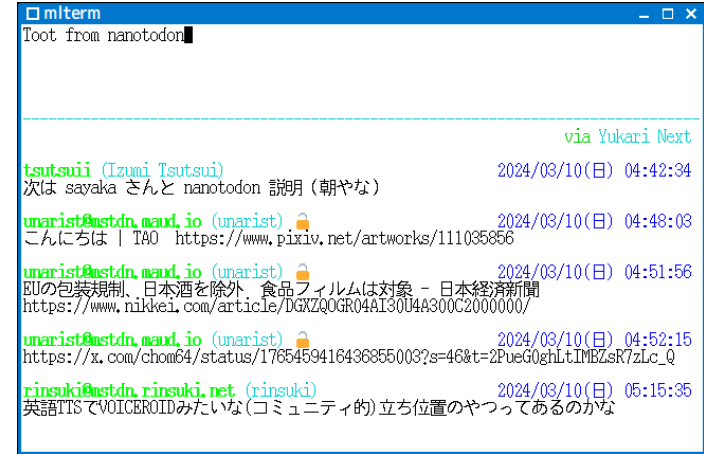 mlterm
Toot from nanotodon
via Yukari Next
tsutsuii (Izumi Tsutsui) 2024/03/10(日) 04:42:34
次は sayaka さんと nanotodon 説明（朝やな）
unarist@mstdn.maud.io (unarist) 2024/03/10(日) 04:48:03
こんにちは | TAO https://www.pixiv.net/artworks/111035856
unarist@mstdn.maud.io (unarist) 2024/03/10(日) 04:51:56
EUの包装規制、日本酒を除外　食品フィルムは対象 - 日本経済新聞
https://www.nikkei.com/article/DGXZQOGR04AI30U4A300C2000000/
unarist@mstdn.maud.io (unarist) 2024/03/10(日) 04:52:15
https://x.com/chom64/status/1765459416436855003?s=46&t=2PueG0ghLtIMBZsR7zLc_Q
rinsuki@mstdn.rinsuki.net (rinsuki) 2024/03/10(日) 05:15:35
英語TTSでVOICEROIDみたいな(コミュニティ的)立ち位置のやつってあるのかな